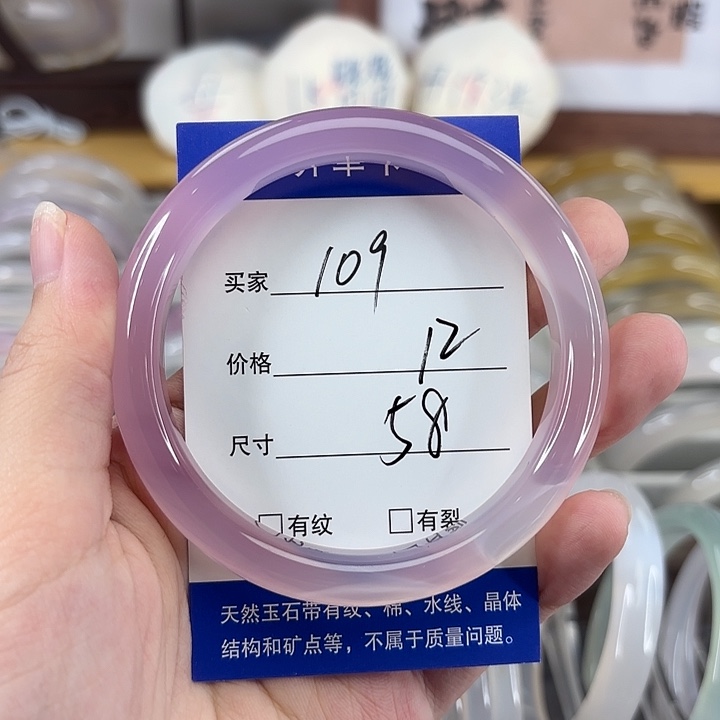 买家 109
价格 12
尺寸 58
□有纹 □有裂
天然玉石带有纹、棉、水线、晶体
结构和矿点等，不属于质量问题。